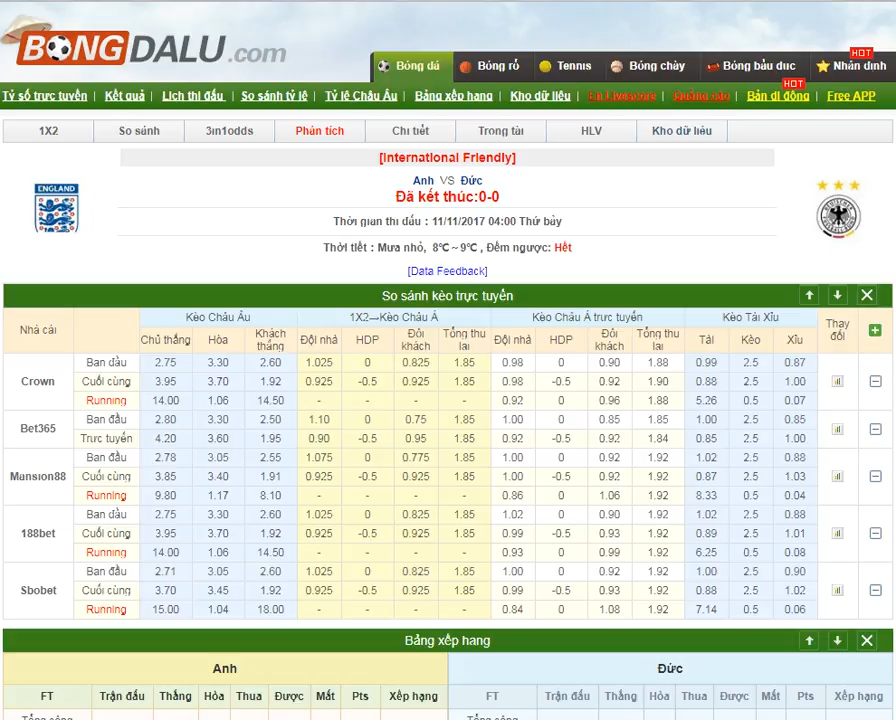 BONGDALU.com
Bóng đá Bóng rổ Tennis Bóng chày Bóng bầu dục HOT Nhận định
Tỷ số trực tuyến | Kết quả | Lịch thi đấu | So sánh tỷ lệ | Tỷ lệ Châu Âu | Bảng xếp hạng | Kho dữ liệu | | | HOT Bản di động | Free APP
1X2 So sánh 3in1odds Phân tích Chi tiết Trọng tài HLV Kho dữ liệu
[International Friendly]
ENGLAND
Anh VS Đức
Đã kết thúc:0-0
Thời gian thi đấu : 11/11/2017 04:00 Thứ bảy
Thời tiết : Mưa nhỏ, 8℃～9℃ , Đếm ngược: Hết
[Data Feedback]
So sánh kèo trực tuyến
Nhà cái Kèo Châu Âu 1X2→Kèo Châu Á Kèo Châu Á trực tuyến Kèo Tài Xỉu Thay đổi
Chủ thắng Hòa Khách thắng Đội nhà HDP Đội khách Tổng thu lại Đội nhà HDP Đội khách Tổng thu lại Tài Kèo Xỉu
Crown
Ban đầu 2.75 3.30 2.60 1.025 0 0.825 1.85 0.98 0 0.90 1.88 0.99 2.5 0.87
Cuối cùng 3.95 3.70 1.92 0.925 -0.5 0.925 1.85 0.98 -0.5 0.92 1.90 0.88 2.5 1.00
Running 14.00 1.06 14.50 - - - - 0.92 0 0.96 1.88 5.26 0.5 0.07
Bet365
Ban đầu 2.80 3.30 2.50 1.10 0 0.75 1.85 1.00 0 0.85 1.85 1.00 2.5 0.85
Trực tuyến 4.20 3.60 1.95 0.90 -0.5 0.95 1.85 0.92 -0.5 0.92 1.84 0.85 2.5 1.00
Mansion88
Ban đầu 2.78 3.05 2.55 1.075 0 0.775 1.85 1.00 0 0.92 1.92 1.02 2.5 0.88
Cuối cùng 3.85 3.40 1.91 0.925 -0.5 0.925 1.85 1.00 -0.5 0.92 1.92 0.87 2.5 1.03
Running 9.80 1.17 8.10 - - - - 0.86 0 1.06 1.92 8.33 0.5 0.04
188bet
Ban đầu 2.75 3.30 2.60 1.025 0 0.825 1.85 1.02 0 0.90 1.92 1.02 2.5 0.88
Cuối cùng 3.95 3.70 1.92 0.925 -0.5 0.925 1.85 0.99 -0.5 0.93 1.92 0.89 2.5 1.01
Running 14.00 1.06 14.50 - - - - 0.93 0 0.99 1.92 6.25 0.5 0.08
Sbobet
Ban đầu 2.71 3.05 2.60 1.025 0 0.825 1.85 1.00 0 0.92 1.92 1.00 2.5 0.90
Cuối cùng 3.70 3.45 1.92 0.925 -0.5 0.925 1.85 0.99 -0.5 0.93 1.92 0.88 2.5 1.02
Running 15.00 1.04 18.00 - - - - 0.84 0 1.08 1.92 7.14 0.5 0.06
Bảng xếp hạng
Anh Đức
FT Trận đấu Thắng Hòa Thua Được Mất Pts Xếp hạng FT Trận đấu Thắng Hòa Thua Được Mất Pts Xếp hạng